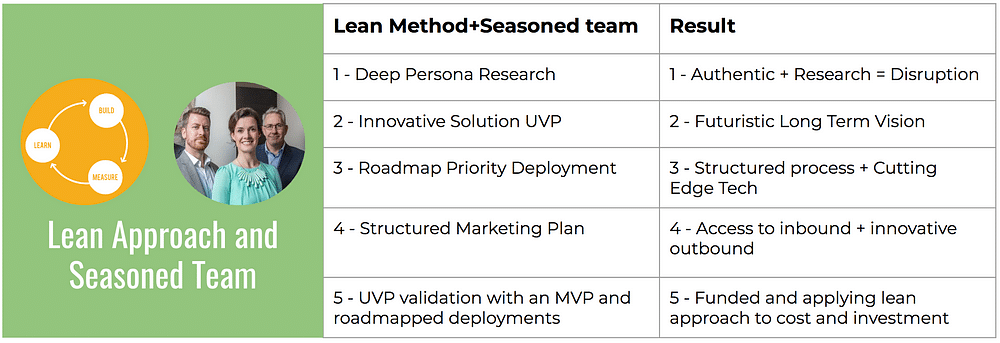 BUILD
LEARN
MEASURE
Lean Approach and
Seasoned Team
Lean Method+Seasoned team
Result
1 - Deep Persona Research
1 - Authentic + Research = Disruption
2 - Innovative Solution UVP
2 - Futuristic Long Term Vision
3 - Roadmap Priority Deployment
3 - Structured process + Cutting
Edge Tech
4 - Structured Marketing Plan
4 - Access to inbound + innovative
outbound
5 - UVP validation with an MVP and
roadmapped deployments
5 - Funded and applying lean
approach to cost and investment